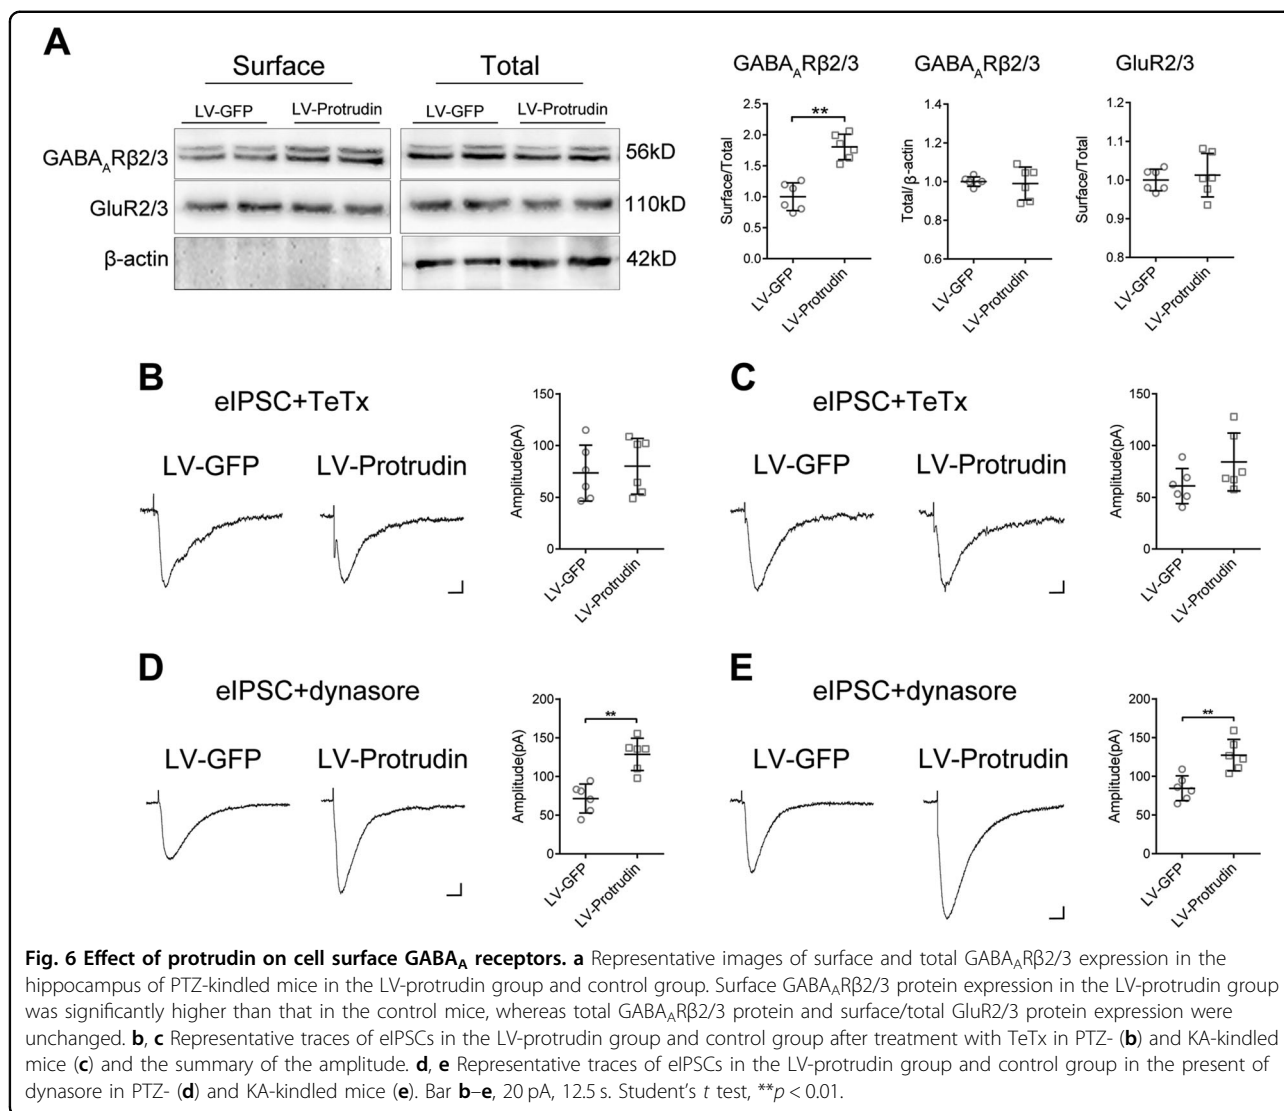 A
Surface
Total
LV-GFP
LV-Protrudin
LV-GFP
LV-Protrudin
GABAARβ2/3
56kD
GluR2/3
110kD
β-actin
42kD
GABAARβ2/3
Surface/Total
2.5
2.0
1.5
1.0
0.5
0.0
**
LV-GFP
LV-Protrudin
GABAARβ2/3
Total/β-actin
1.4
1.2
1.0
0.8
0.6
LV-GFP
LV-Protrudin
GluR2/3
Surface/Total
1.2
1.1
1.0
0.9
0.8
LV-GFP
LV-Protrudin
B
eIPSC+TeTx
LV-GFP
LV-Protrudin
Amplitude(pA)
150
100
50
0
LV-GFP
LV-Protrudin
C
eIPSC+TeTx
LV-GFP
LV-Protrudin
Amplitude(pA)
150
100
50
0
LV-GFP
LV-Protrudin
D
eIPSC+dynasore
LV-GFP
LV-Protrudin
Amplitude(pA)
200
150
100
50
0
**
LV-GFP
LV-Protrudin
E
eIPSC+dynasore
LV-GFP
LV-Protrudin
Amplitude(pA)
200
150
100
50
0
**
LV-GFP
LV-Protrudin
Fig. 6 Effect of protrudin on cell surface GABAA receptors. a Representative images of surface and total GABAARβ2/3 expression in the
hippocampus of PTZ-kindled mice in the LV-protrudin group and control group. Surface GABAARβ2/3 protein expression in the LV-protrudin group
was significantly higher than that in the control mice, whereas total GABAARβ2/3 protein and surface/total GluR2/3 protein expression were
unchanged. b, c Representative traces of eIPSCs in the LV-protrudin group and control group after treatment with TeTx in PTZ- (b) and KA-kindled
mice (c) and the summary of the amplitude. d, e Representative traces of eIPSCs in the LV-protrudin group and control group in the present of
dynasore in PTZ- (d) and KA-kindled mice (e). Bar b–e, 20 pA, 12.5 s. Student's t test, **p < 0.01.